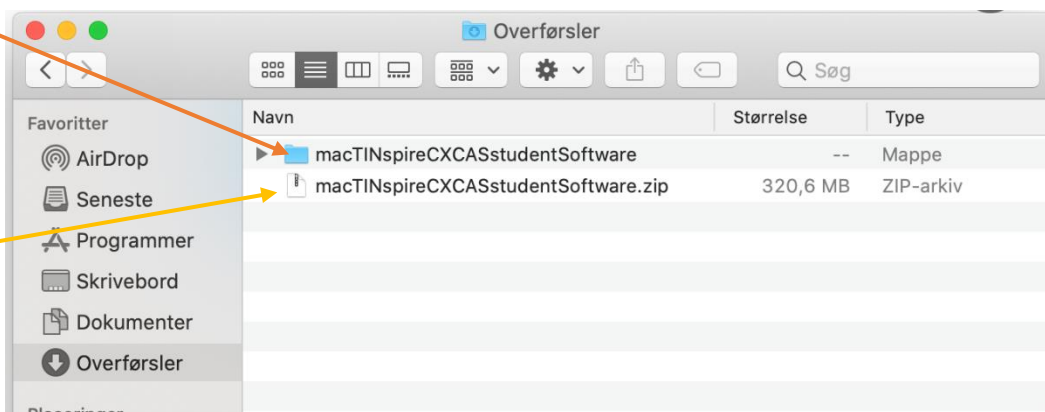 Overførsler
Søg
Favoritter
AirDrop
Seneste
Programmer
Skrivebord
Dokumenter
Overførsler
Navn Størrelse Type
macTINspireCXCASstudentSoftware -- Mappe
macTINspireCXCASstudentSoftware.zip 320,6 MB ZIP-arkiv